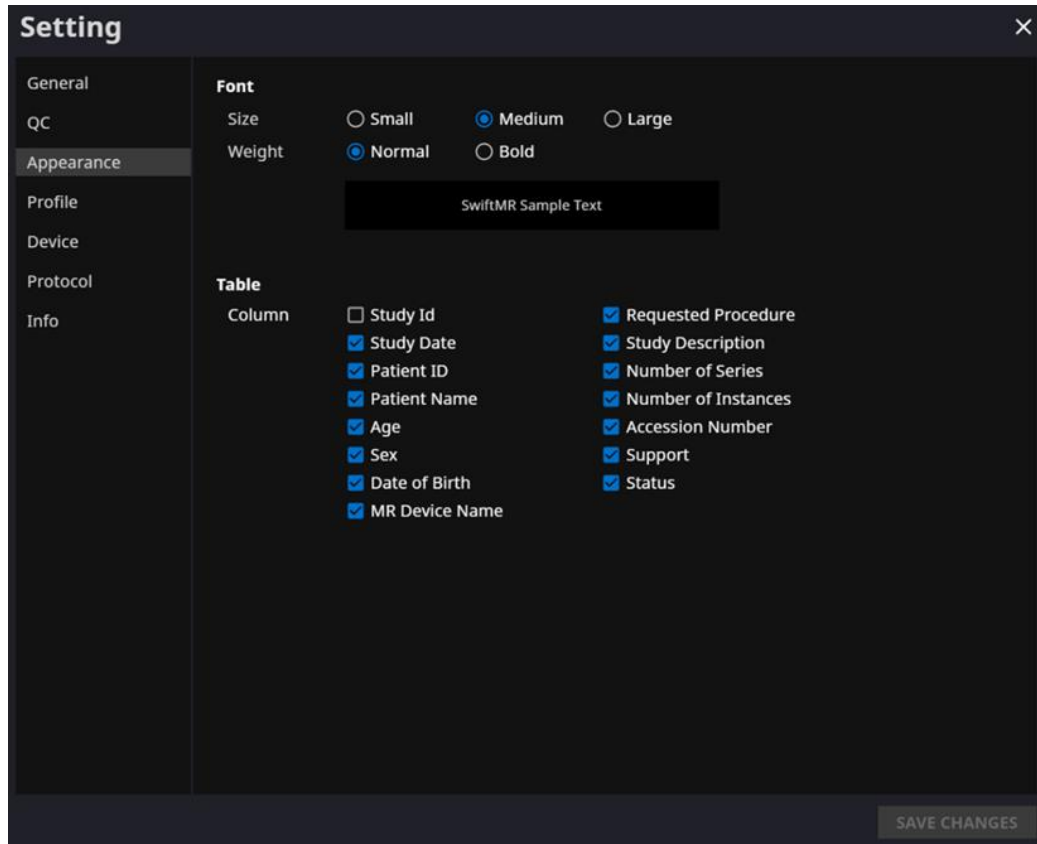 Setting
General
QC
Appearance
Profile
Device
Protocol
Info
Font
Size
Small
Medium
Large
Weight
Normal
Bold
SwiftMR Sample Text
Table
Column
Study Id
Study Date
Patient ID
Patient Name
Age
Sex
Date of Birth
MR Device Name
Requested Procedure
Study Description
Number of Series
Number of Instances
Accession Number
Support
Status
SAVE CHANGES